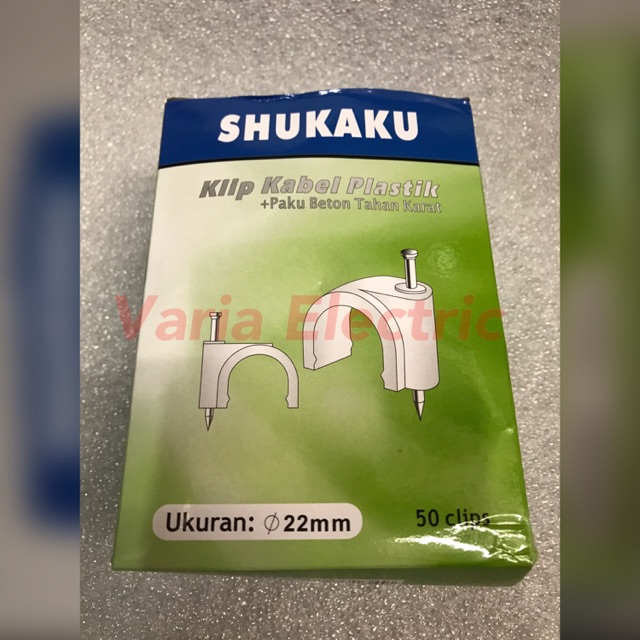 SHUKAKU
Klip Kabel Plastik
+Paku Beton Tahan Karat
Varia Electric
Ukuran: ∅22mm
50 clips